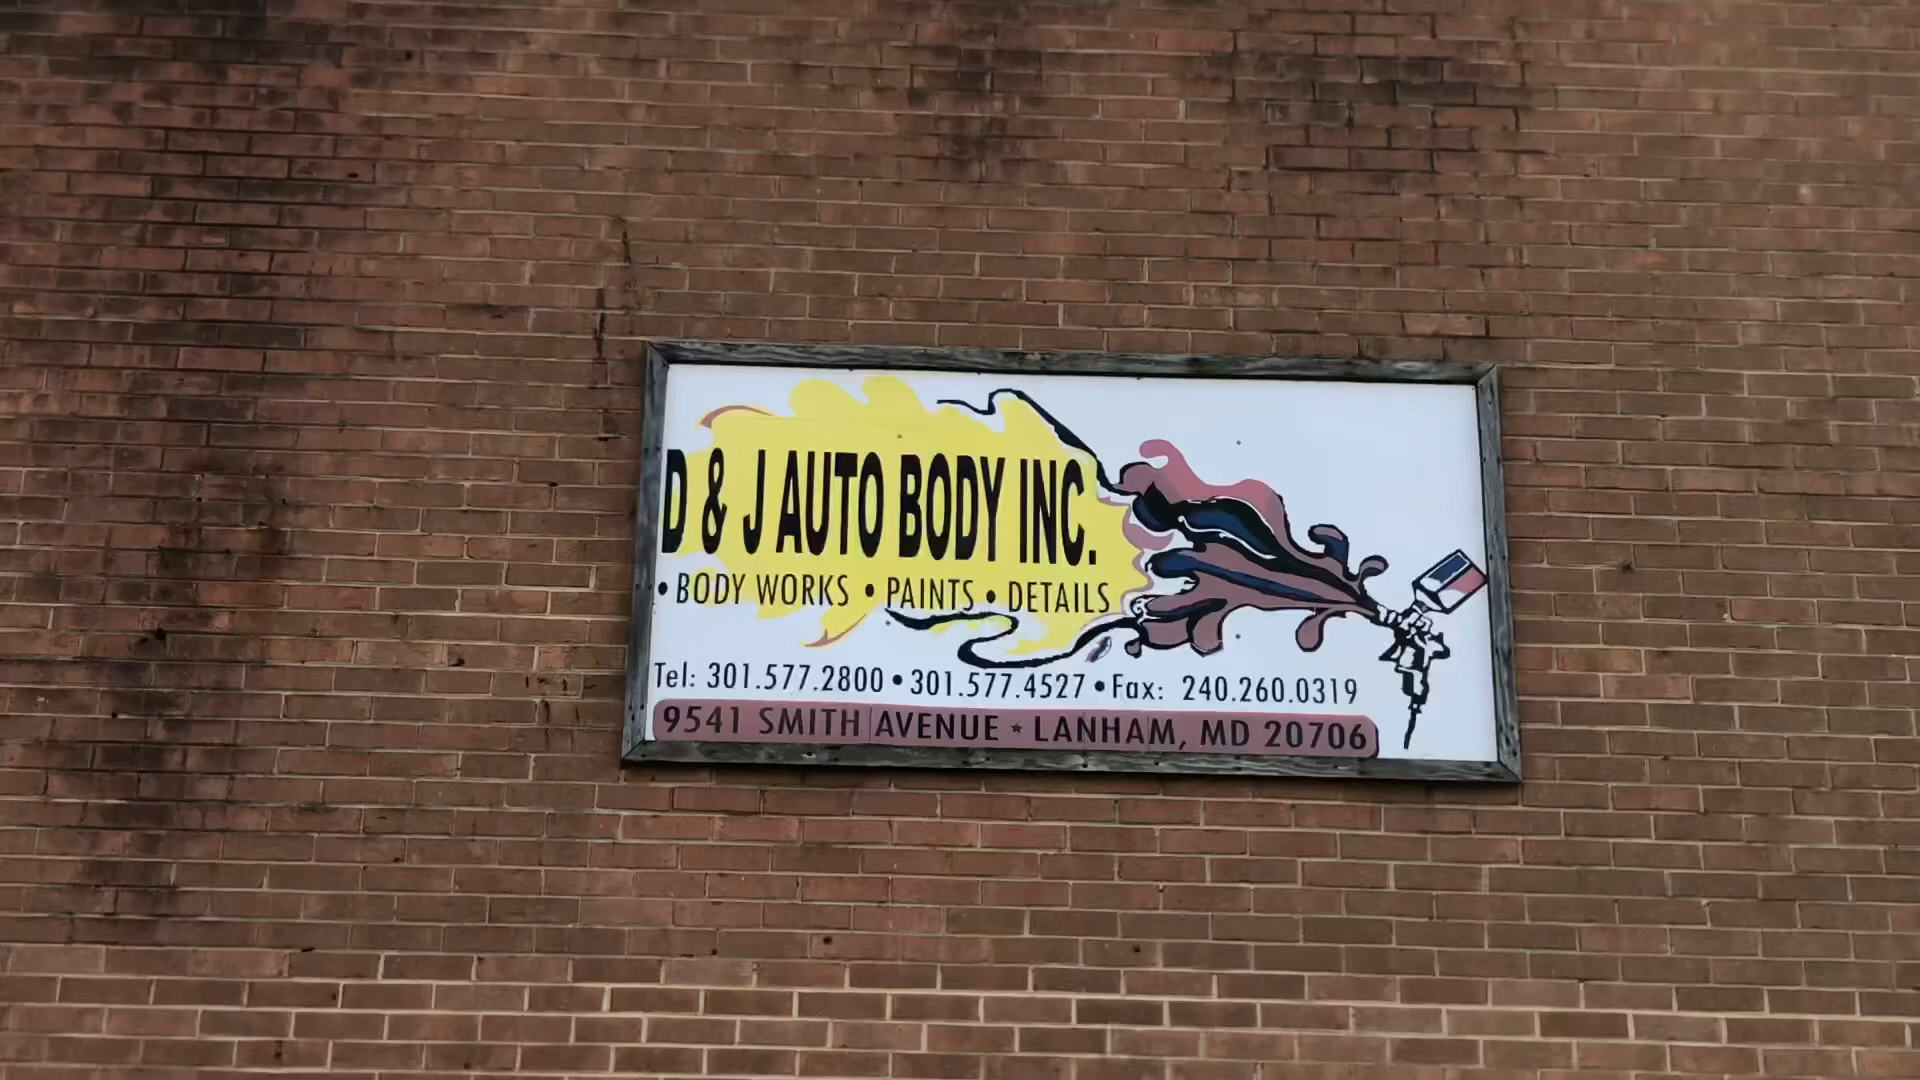 D & J AUTO BODY INC.
• BODY WORKS • PAINTS • DETAILS
Tel: 301.577.2800 • 301.577.4527 • Fax: 240.260.0319
9541 SMITH AVENUE * LANHAM, MD 20706